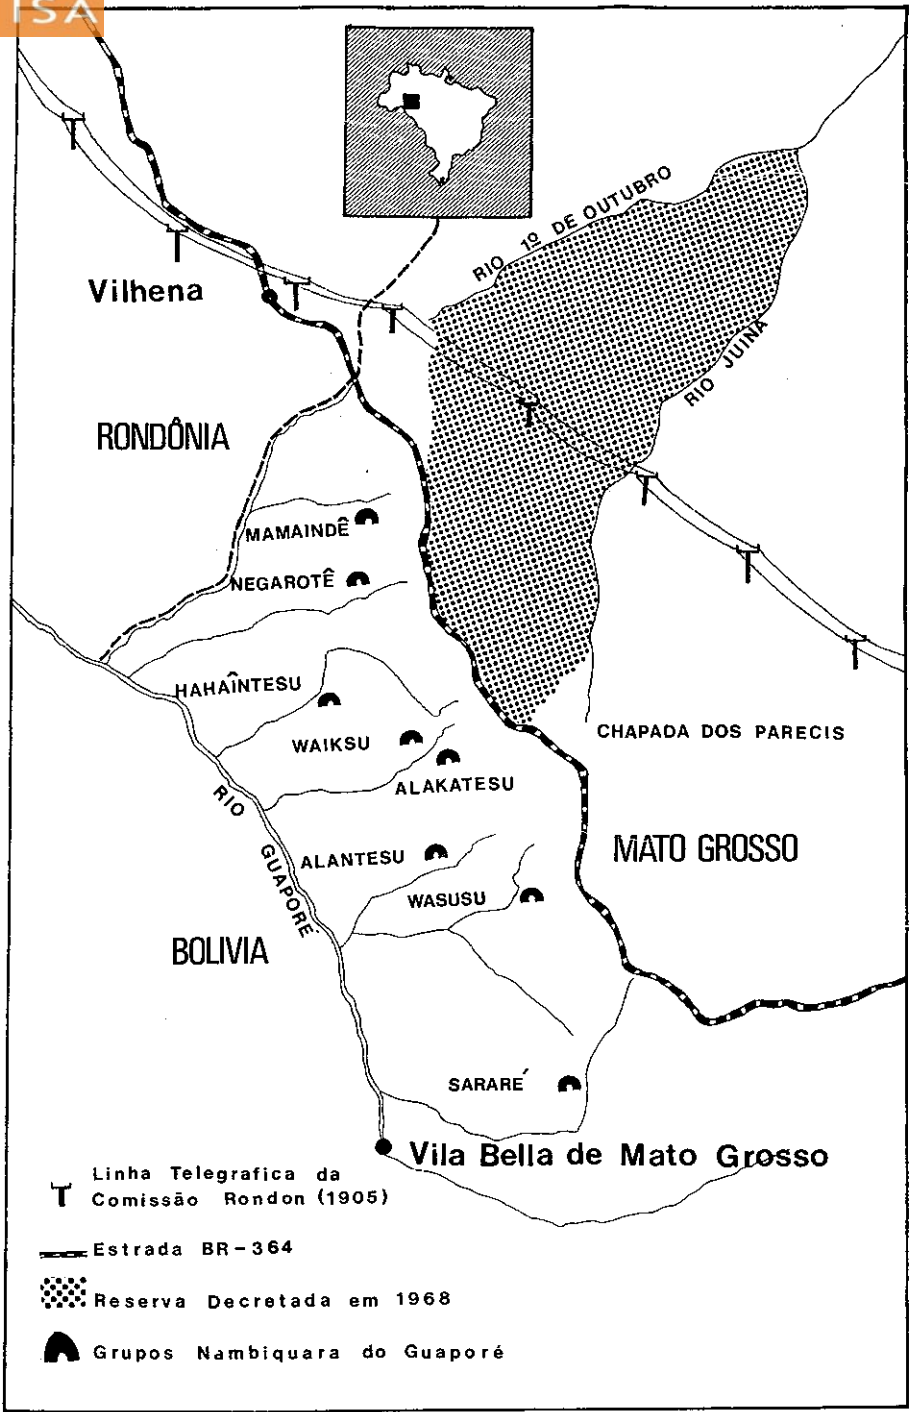 ISA
RIO 1º DE OUTUBRO
Vilhena
RIO JUINA
RONDÔNIA
MAMAINDÊ
NEGAROTÊ
HAHAÎNTESU
WAIKSU
CHAPADA DOS PARECIS
ALAKATESU
RIO GUAPORÉ
MATO GROSSO
ALANTESU
WASUSU
BOLIVIA
SARARÉ
Vila Bella de Mato Grosso
Linha Telegrafica da
Comissão Rondon (1905)
Estrada BR-364
Reserva Decretada em 1968
Grupos Nambiquara do Guaporé